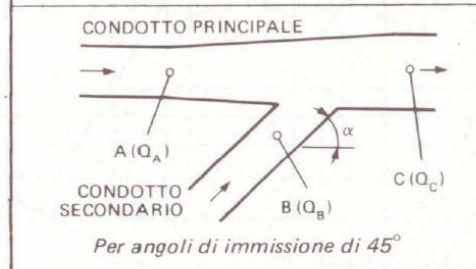 CONDOTTO PRINCIPALE
A (Q_A)
α
CONDOTTO
SECONDARIO
B (Q_B)
C (Q_C)
Per angoli di immissione di 45°